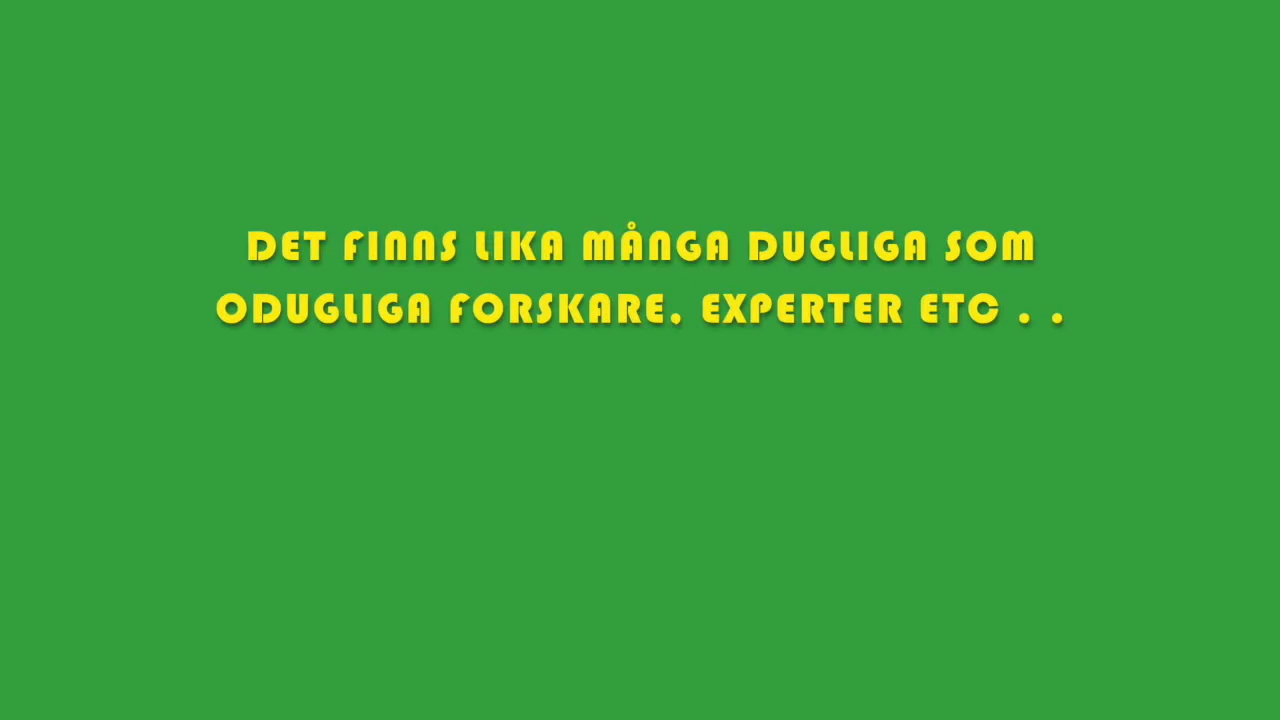 DET FINNS LIKA MÅNGA DUGLIGA SOM
ODUGLIGA FORSKARE, EXPERTER ETC . .